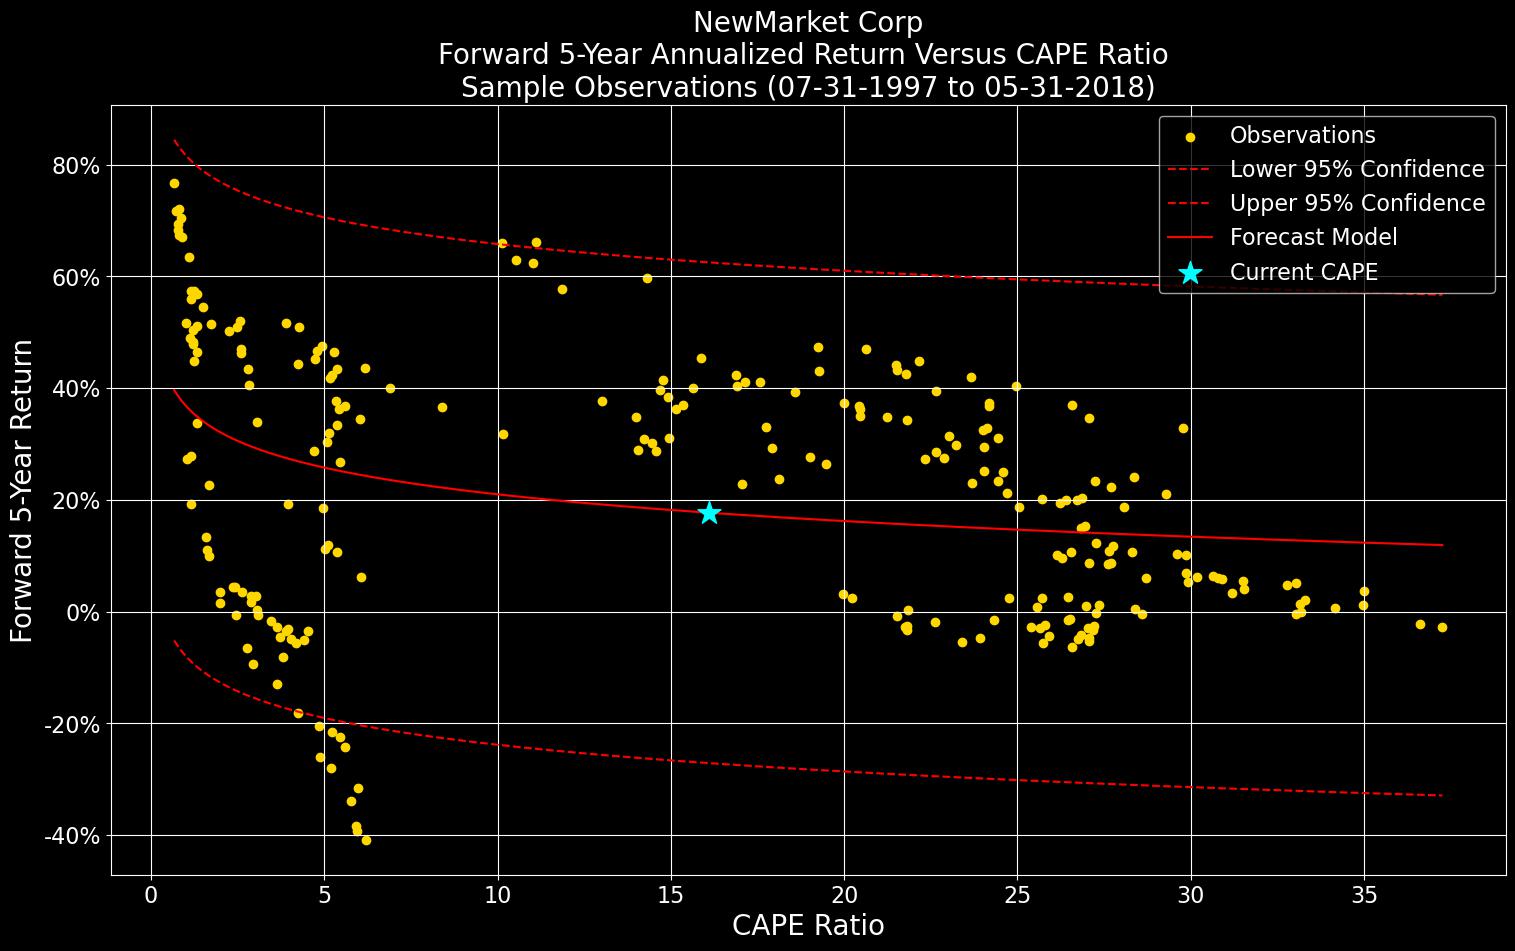 NewMarket Corp
Forward 5-Year Annualized Return Versus CAPE Ratio
Sample Observations (07-31-1997 to 05-31-2018)
Observations
Lower 95% Confidence
Upper 95% Confidence
Forecast Model
Current CAPE
Forward 5-Year Return
80%
60%
40%
20%
0%
-20%
-40%
0
5
10
15
20
25
30
35
CAPE Ratio